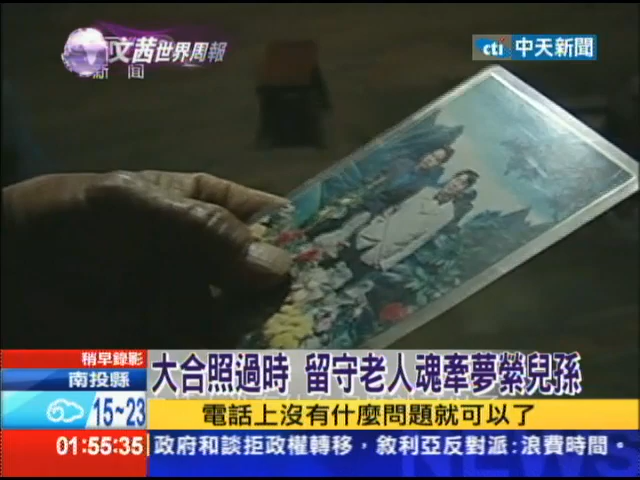 文茜世界周報
新聞
cti 中天新聞
稍早錄影
南投縣
15~23
01:55:35
大合照過時 留守老人魂牽夢縈兒孫
電話上沒有什麼問題就可以了
政府和談拒政權轉移，敘利亞反對派:浪費時間。
NEWS